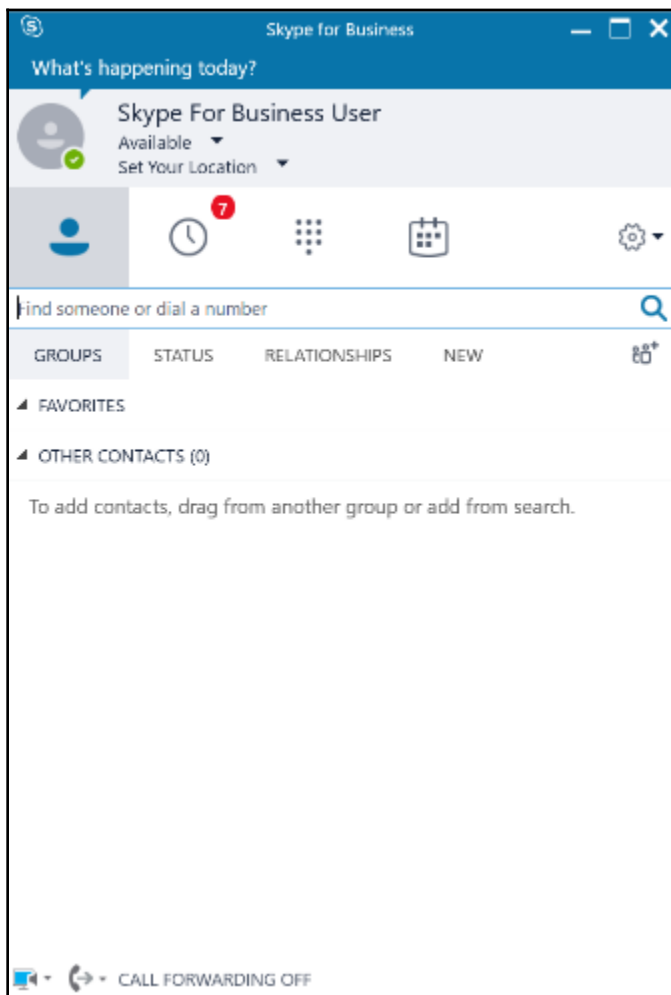 Skype for Business
What's happening today?
Skype For Business User
Available
Set Your Location
7
Find someone or dial a number
GROUPS STATUS RELATIONSHIPS NEW
FAVORITES
OTHER CONTACTS (0)
To add contacts, drag from another group or add from search.
CALL FORWARDING OFF